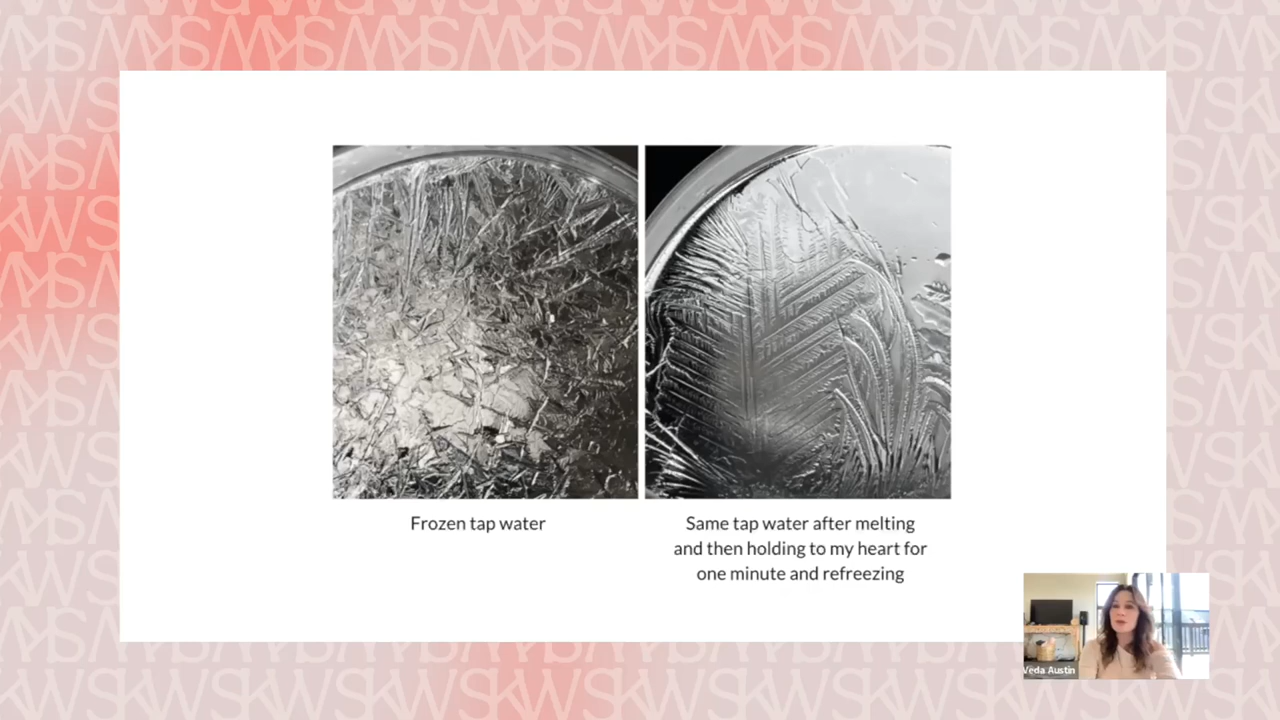 Frozen tap water
Same tap water after melting
and then holding to my heart for
one minute and refreezing
Veda Austin